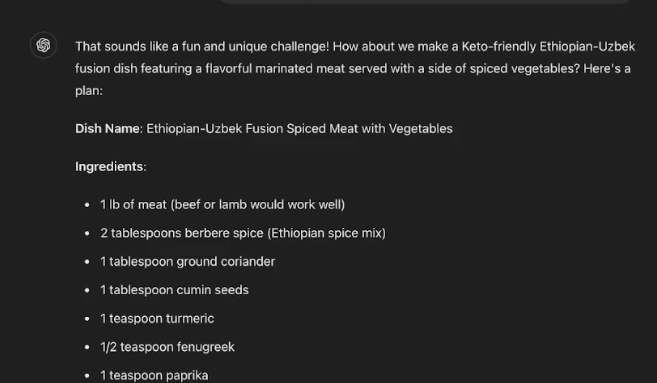 That sounds like a fun and unique challenge! How about we make a Keto-friendly Ethiopian-Uzbek
fusion dish featuring a flavorful marinated meat served with a side of spiced vegetables? Here's a
plan:
Dish Name: Ethiopian-Uzbek Fusion Spiced Meat with Vegetables
Ingredients:
• 1 lb of meat (beef or lamb would work well)
• 2 tablespoons berbere spice (Ethiopian spice mix)
• 1 tablespoon ground coriander
• 1 tablespoon cumin seeds
• 1 teaspoon turmeric
• 1/2 teaspoon fenugreek
• 1 teaspoon paprika